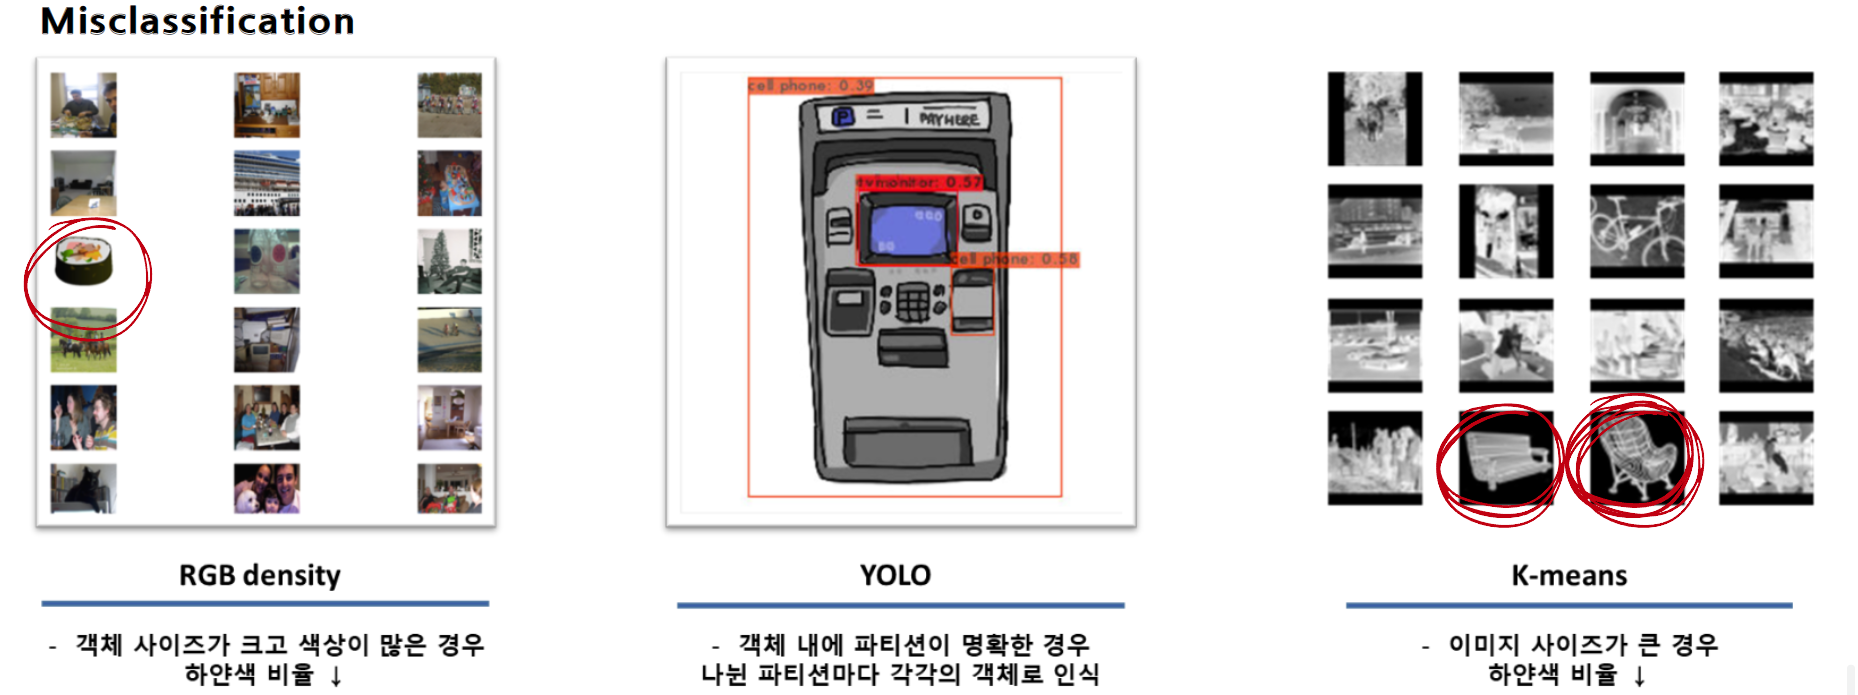 Misclassification
cell phone: 0.39
P = | PAY HERE
tvmonitor: 0.57
cell phone: 0.58
RGB density
YOLO
K-means
- 객체 사이즈가 크고 색상이 많은 경우
하얀색 비율 ↓
- 객체 내에 파티션이 명확한 경우
나뉜 파티션마다 각각의 객체로 인식
- 이미지 사이즈가 큰 경우
하얀색 비율 ↓